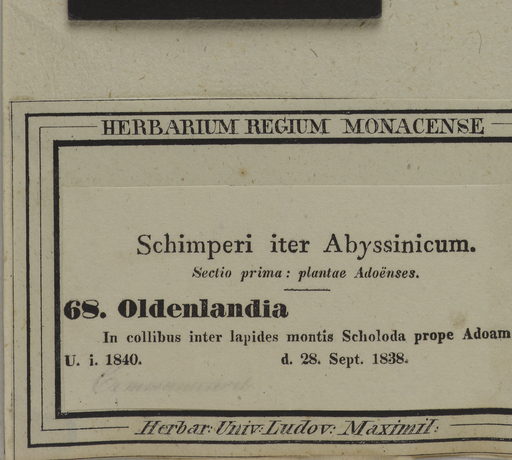 HERBARIUM REGIUM MONACENSE
Schimperi iter Abyssinicum.
Sectio prima: plantae Adoënses.
68. Oldenlandia
In collibus inter lapides montis Scholoda prope Adoam
U. i. 1840. d. 28. Sept. 1838.
Herbar: Univ: Ludov: Maximil: